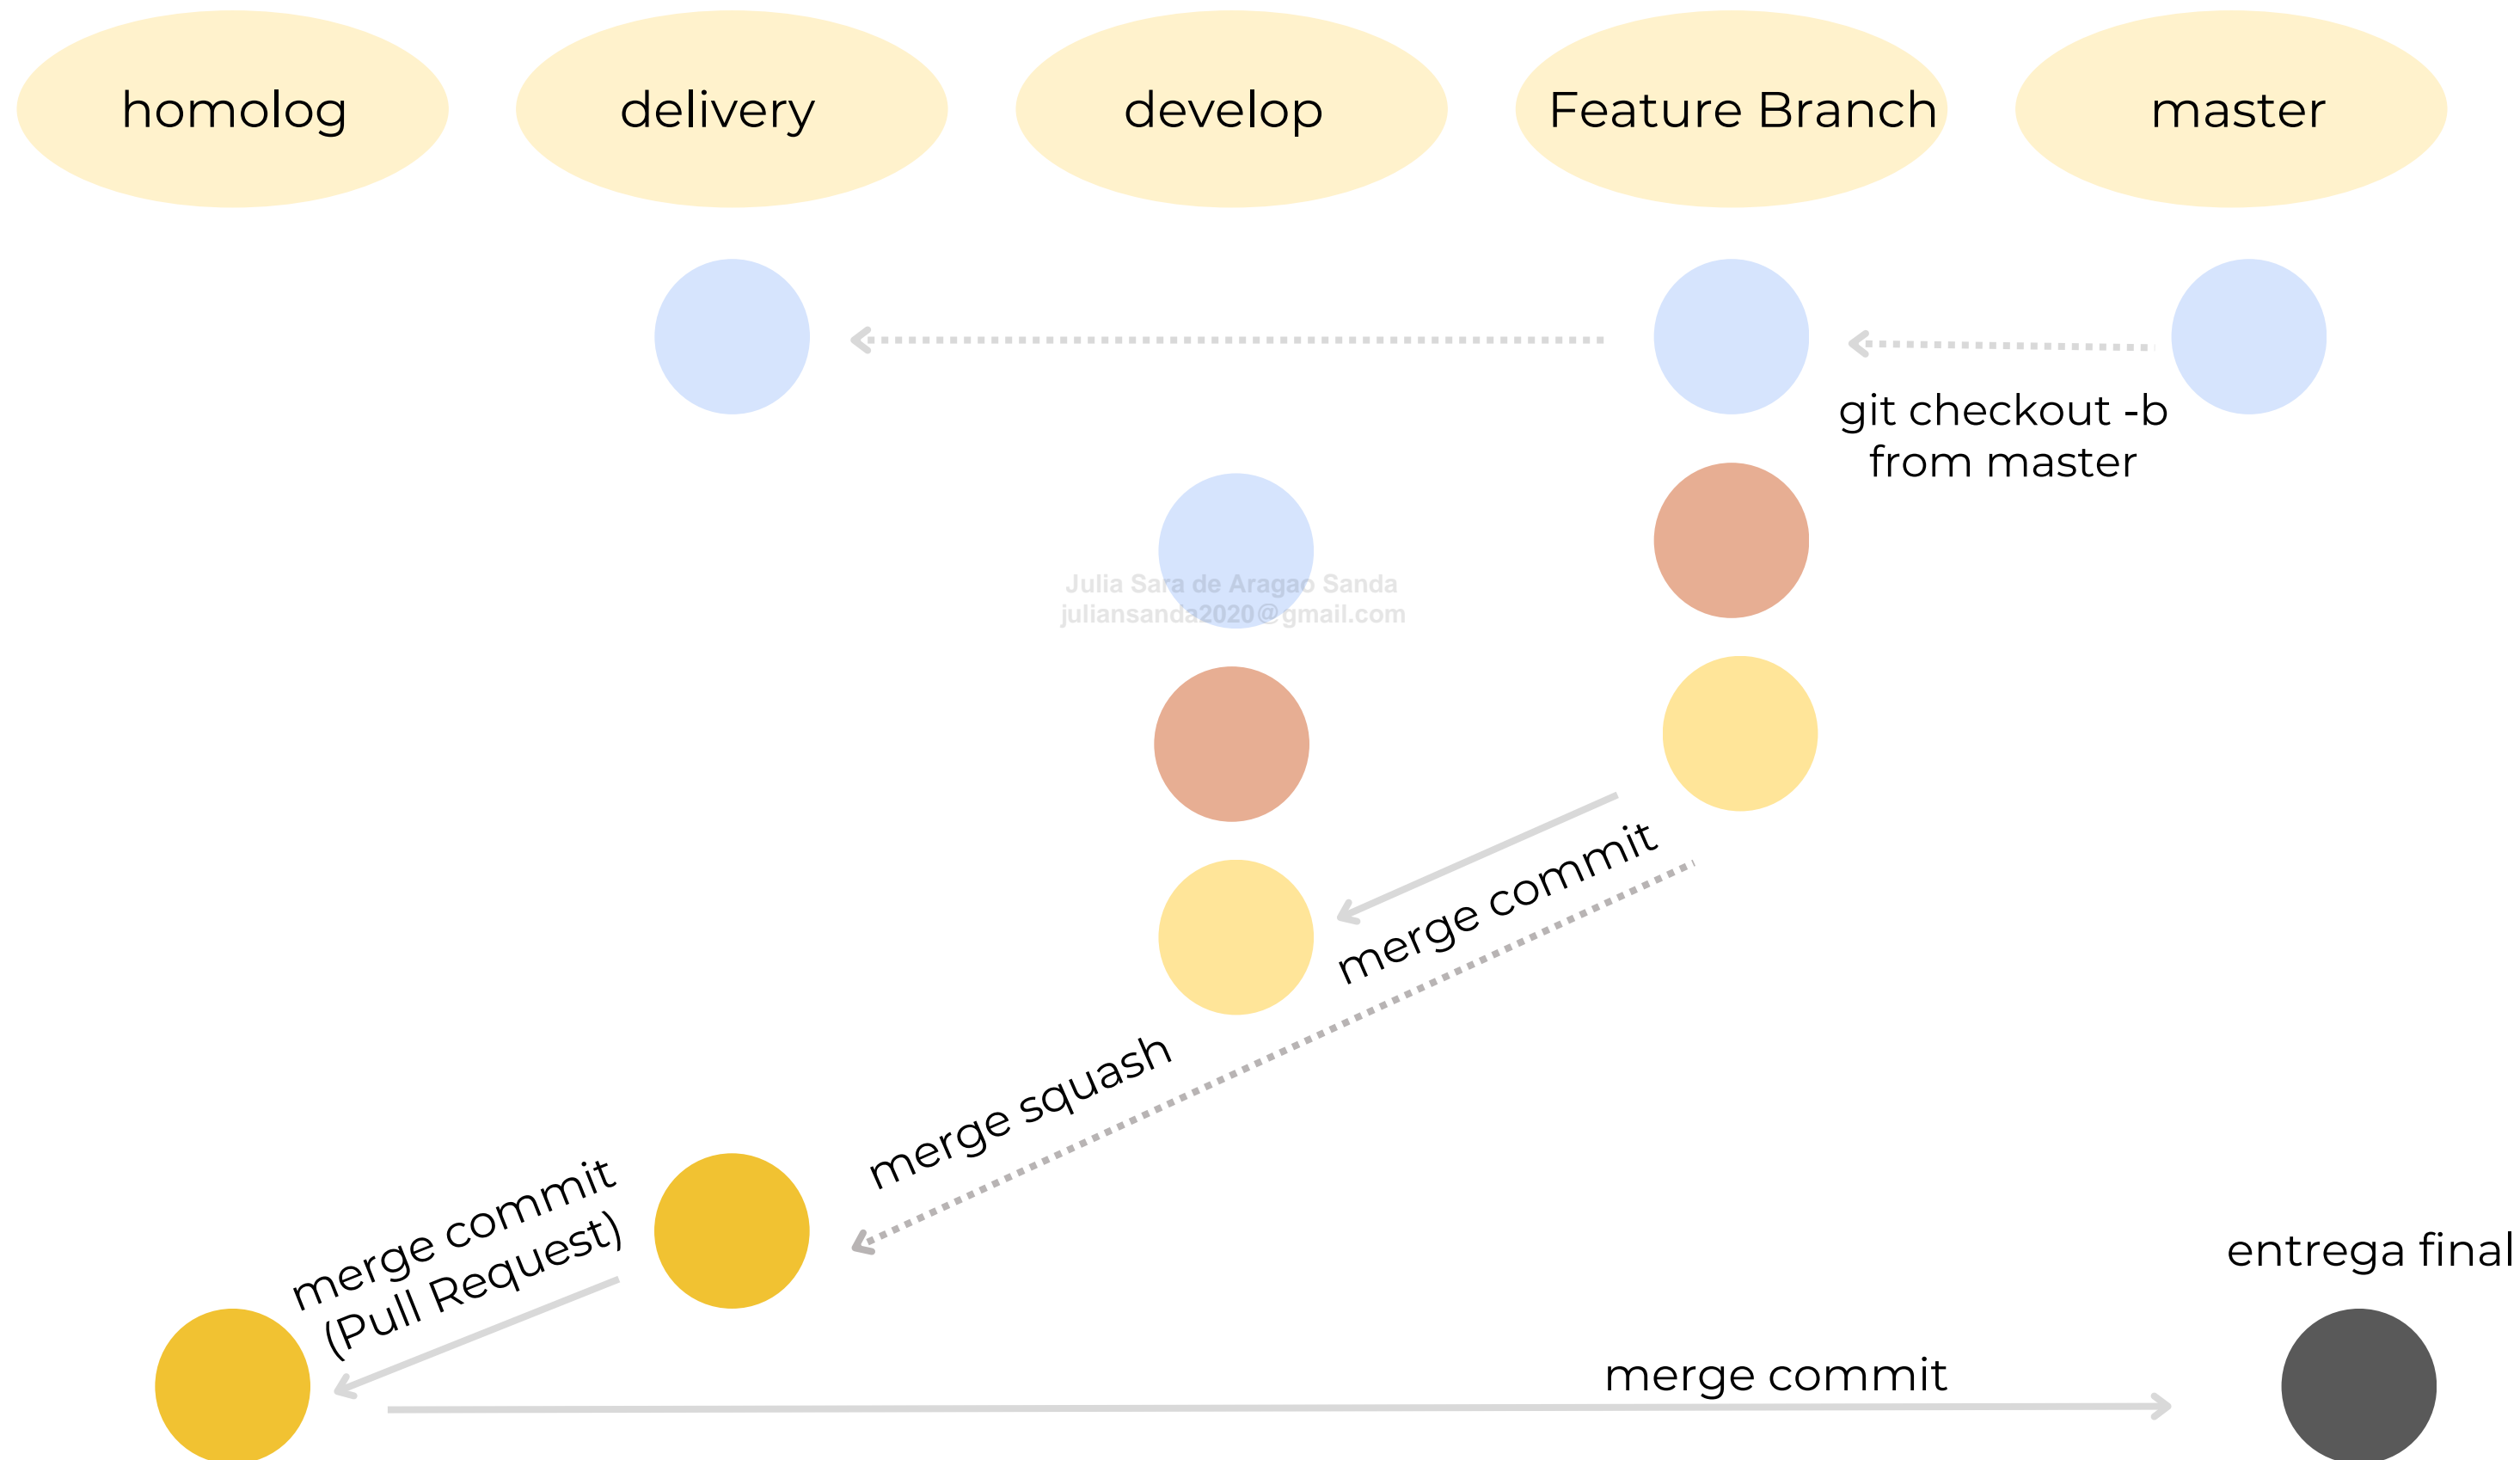 homolog
delivery
develop
Feature Branch
master
git checkout -b
from master
Julia Sara de Aragao Sanda
juliansanda2020@gmail.com
merge commit
merge squash
merge commit
(Pull Request)
entrega final
merge commit